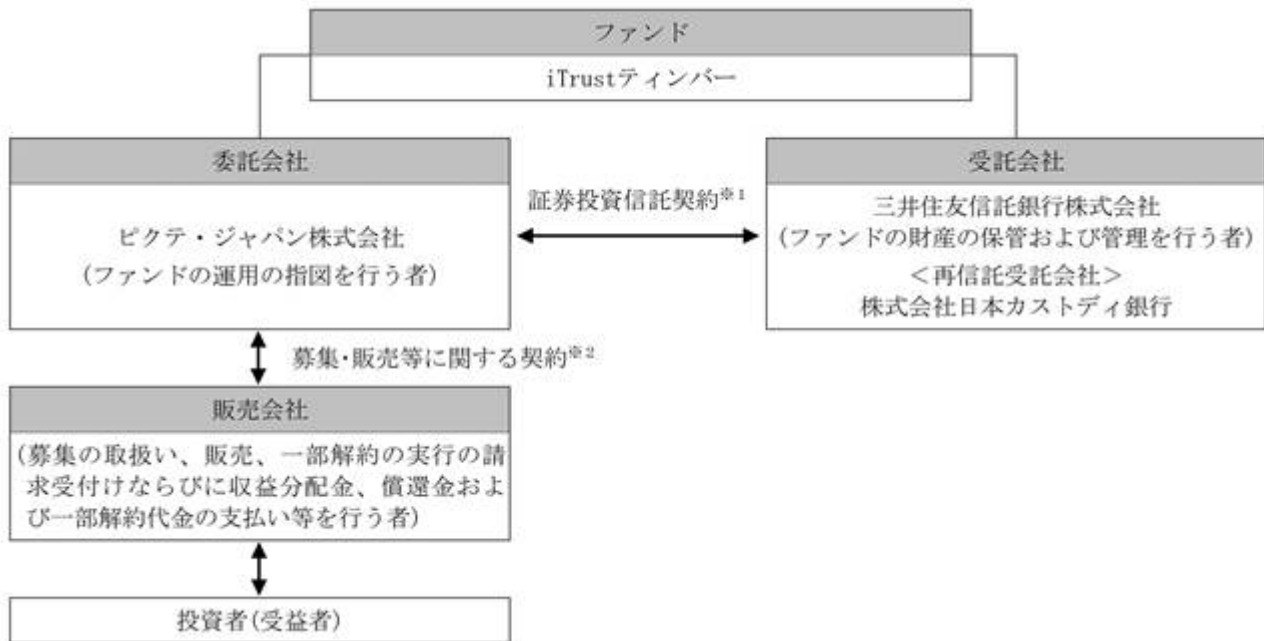 ファンド
iTrustティンバー
委託会社
ピクテ・ジャパン株式会社
(ファンドの運用の指図を行う者)
証券投資信託契約※1
受託会社
三井住友信託銀行株式会社
(ファンドの財産の保管および管理を行う者)
＜再信託受託会社＞
株式会社日本カストディ銀行
募集・販売等に関する契約※2
販売会社
(募集の取扱い、販売、一部解約の実行の請
求受付けならびに収益分配金、償還金およ
び一部解約代金の支払い等を行う者)
投資者(受益者)